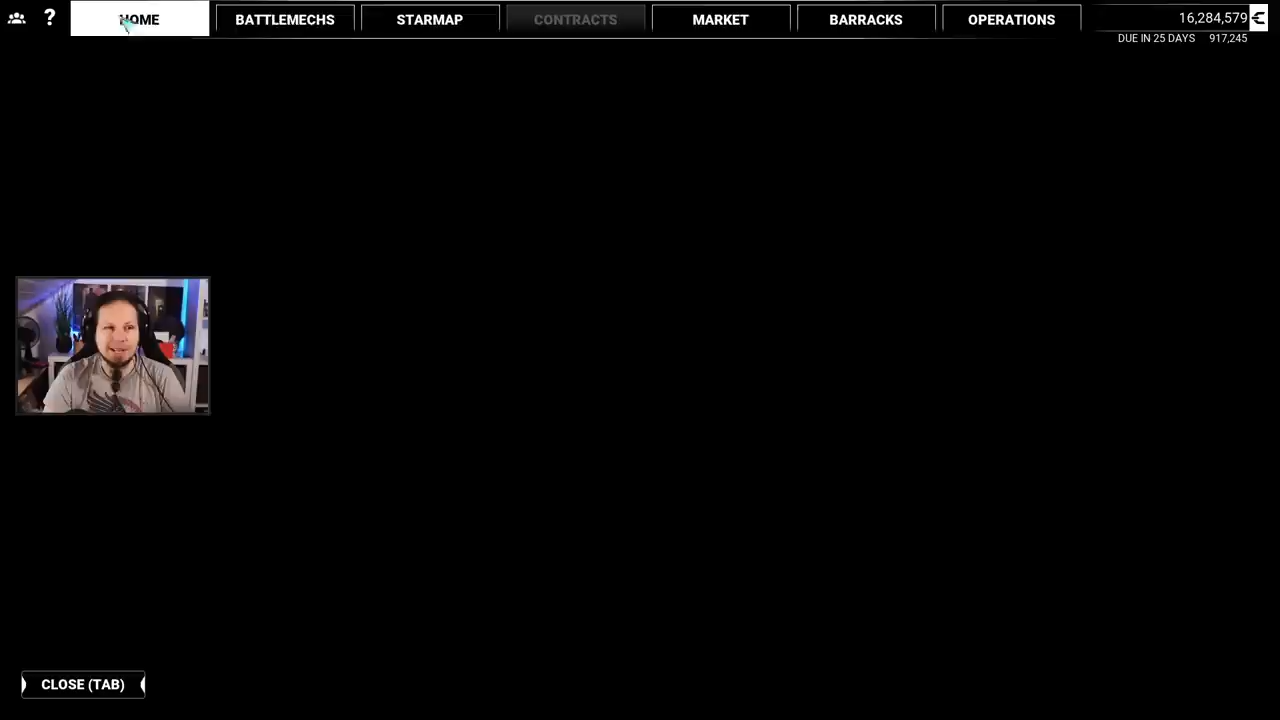 ?
HOME
BATTLEMECHS
STARMAP
CONTRACTS
MARKET
BARRACKS
OPERATIONS
16,284,579
DUE IN 25 DAYS 917,245
CLOSE (TAB)